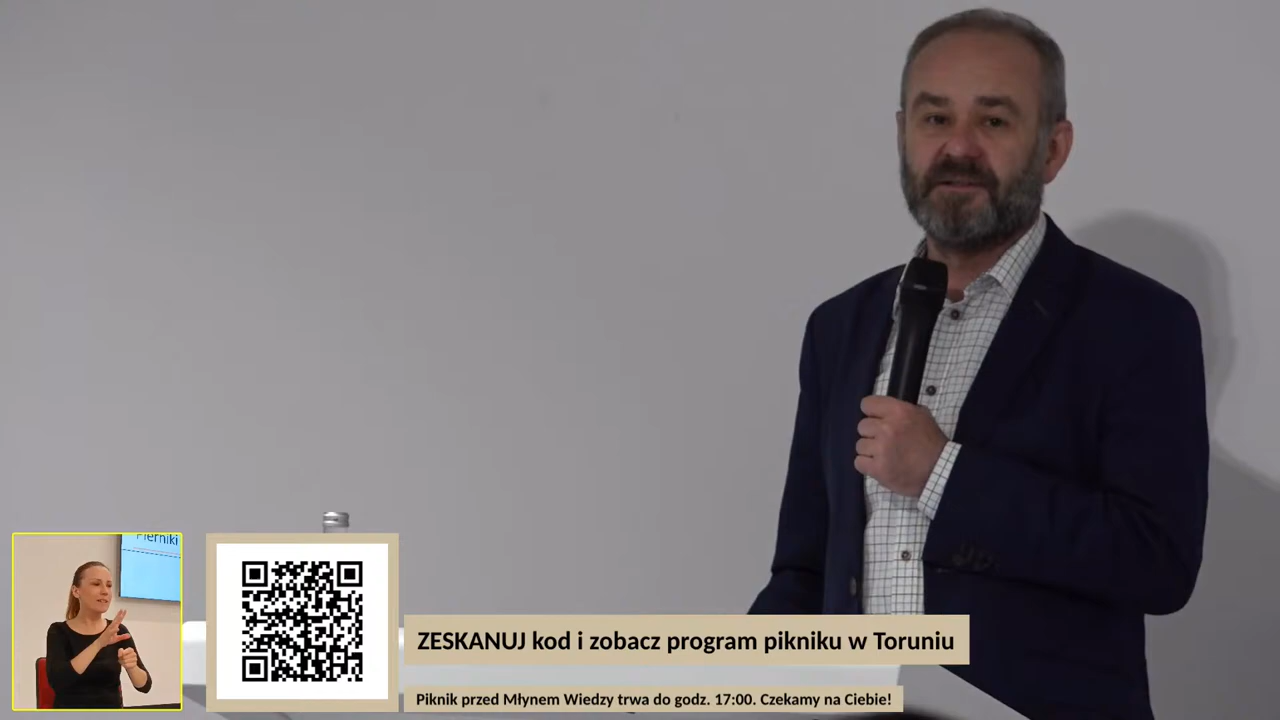 Pierniki
ZESKANUJ kod i zobacz program pikniku w Toruniu
Piknik przed Młynem Wiedzy trwa do godz. 17:00. Czekamy na Ciebie!